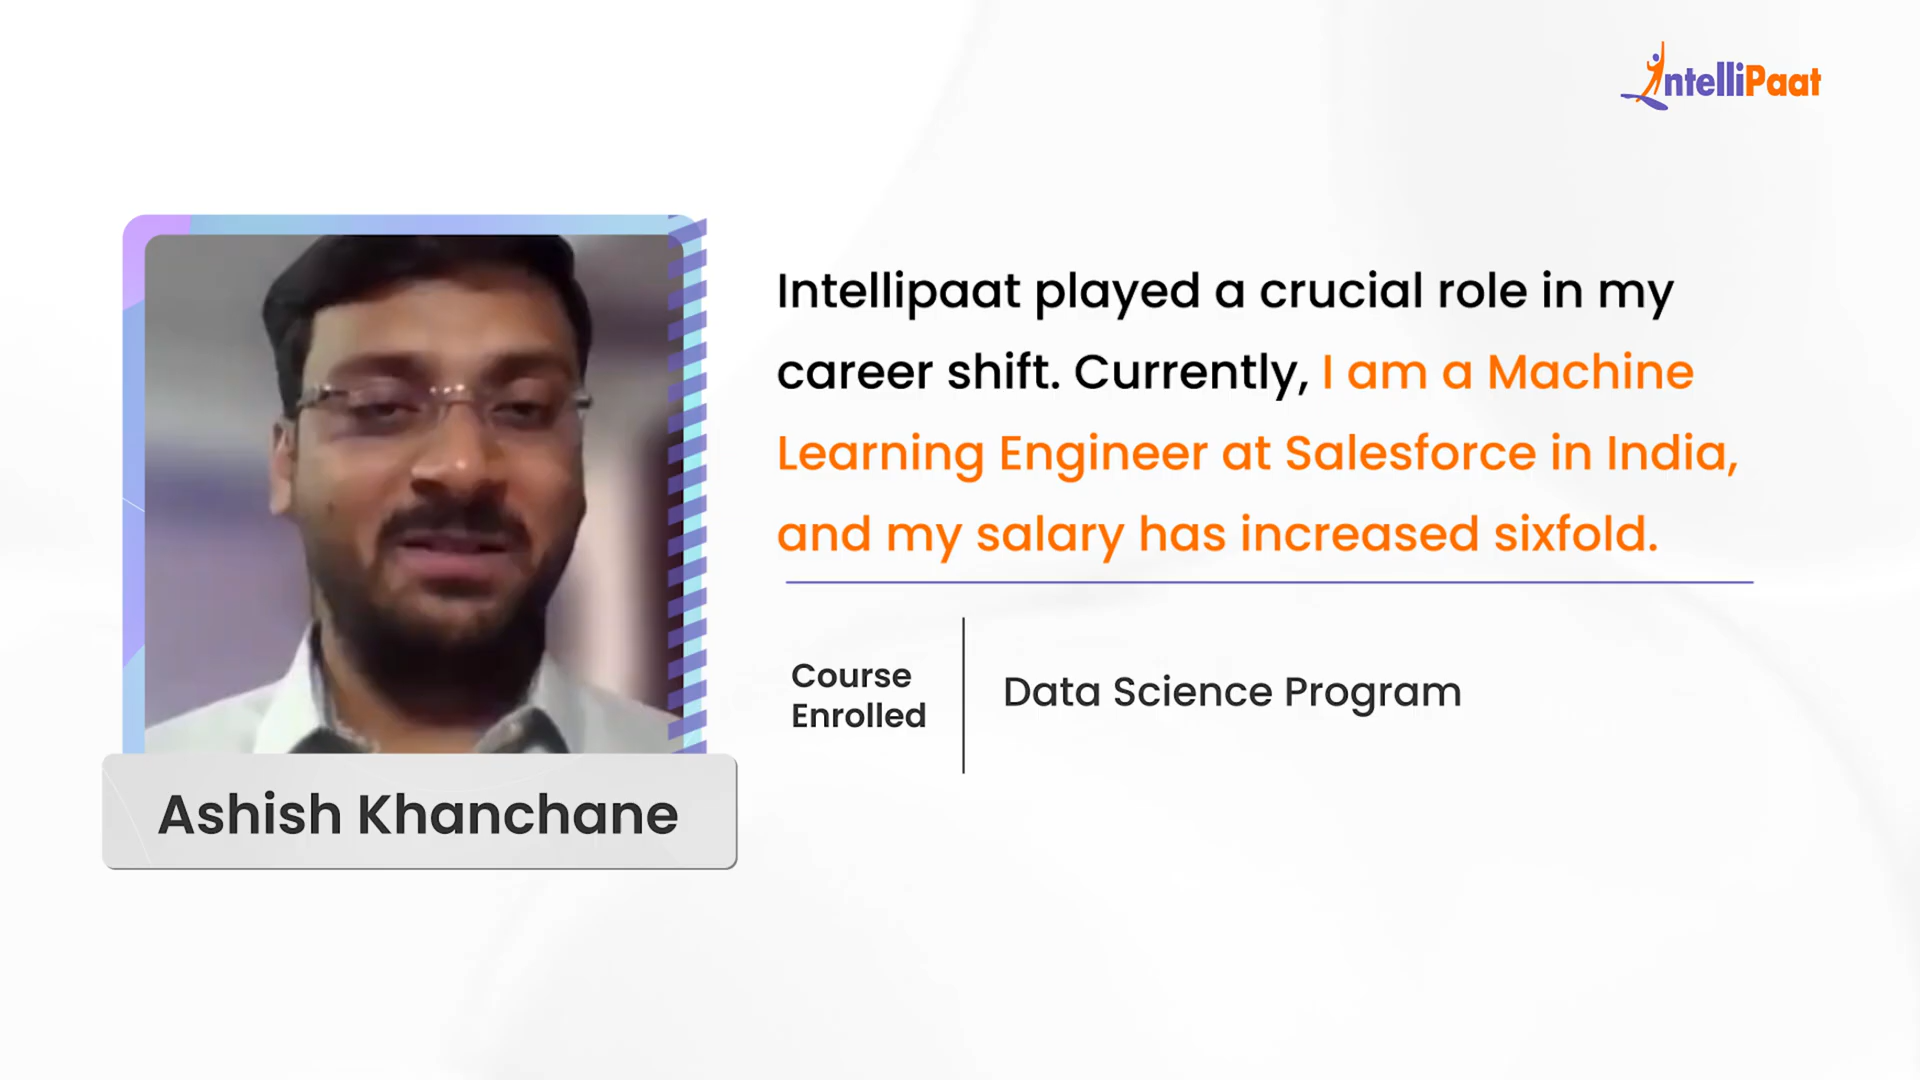 IntelliPaat
Intellipaat played a crucial role in my
career shift. Currently, I am a Machine
Learning Engineer at Salesforce in India,
and my salary has increased sixfold.
Course
Enrolled
Data Science Program
Ashish Khanchane